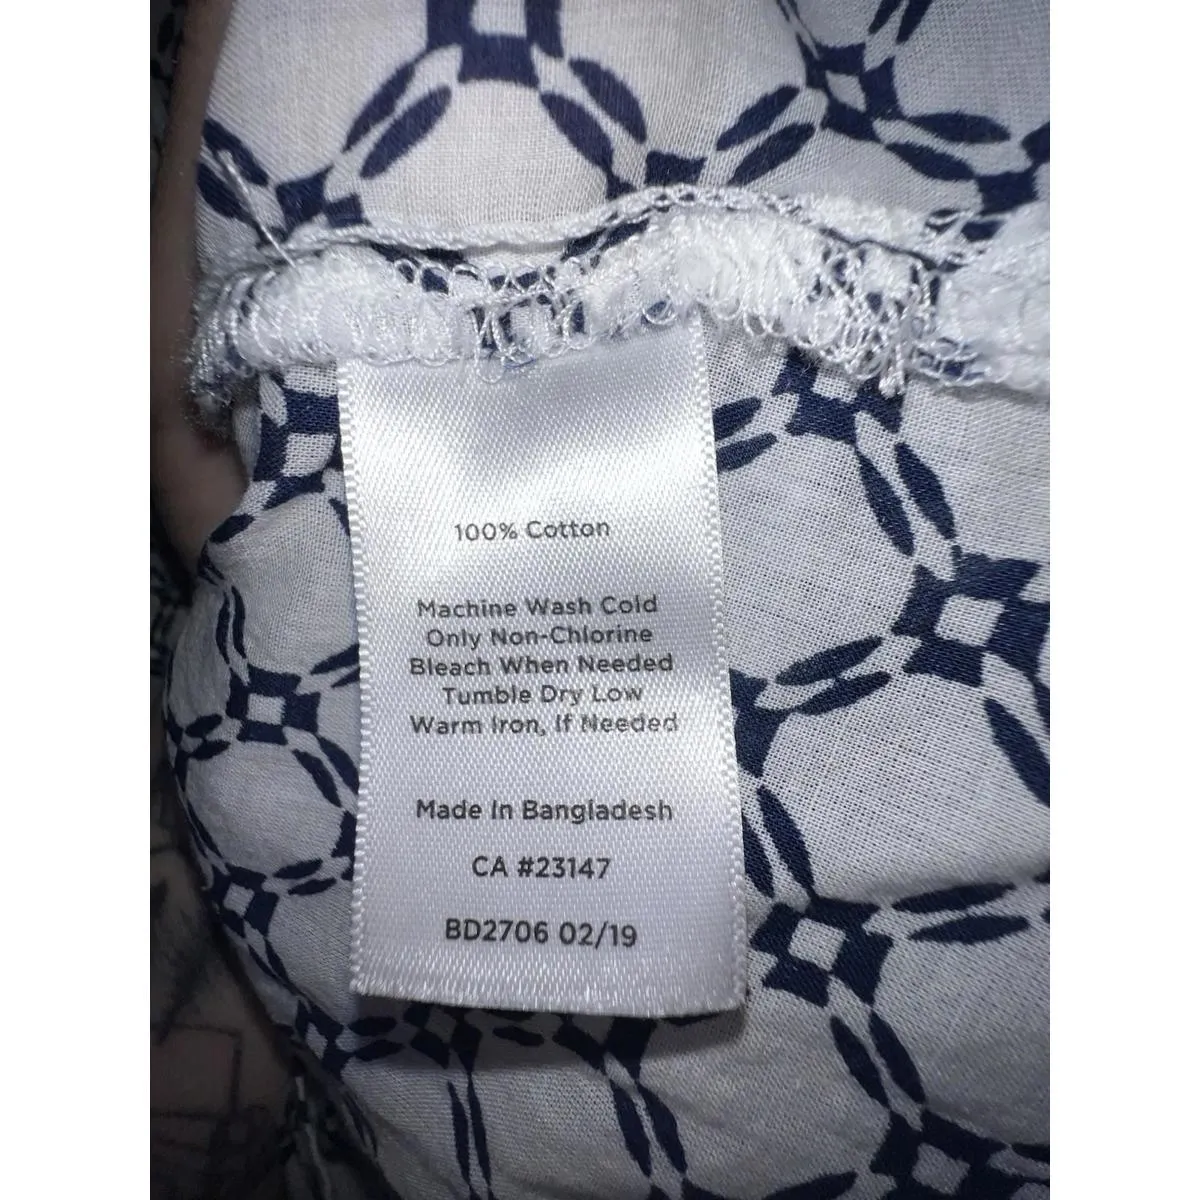 100% Cotton
Machine Wash Cold
Only Non-Chlorine
Bleach When Needed
Tumble Dry Low
Warm Iron, If Needed
Made In Bangladesh
CA #23147
BD2706 02/19